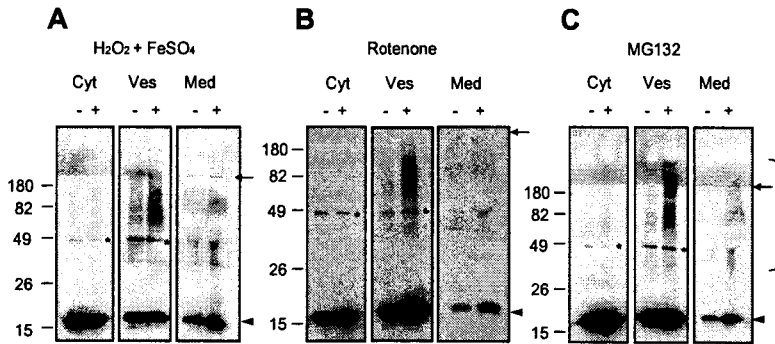 A B C
H₂O₂ + FeSO₄ Rotenone MG132
Cyt Ves Med Cyt Ves Med Cyt Ves Med
- + - + - + - + - + - + - + - + - +
180 180 180
82 82 82
49 49 49
26 26 26
15 15 15